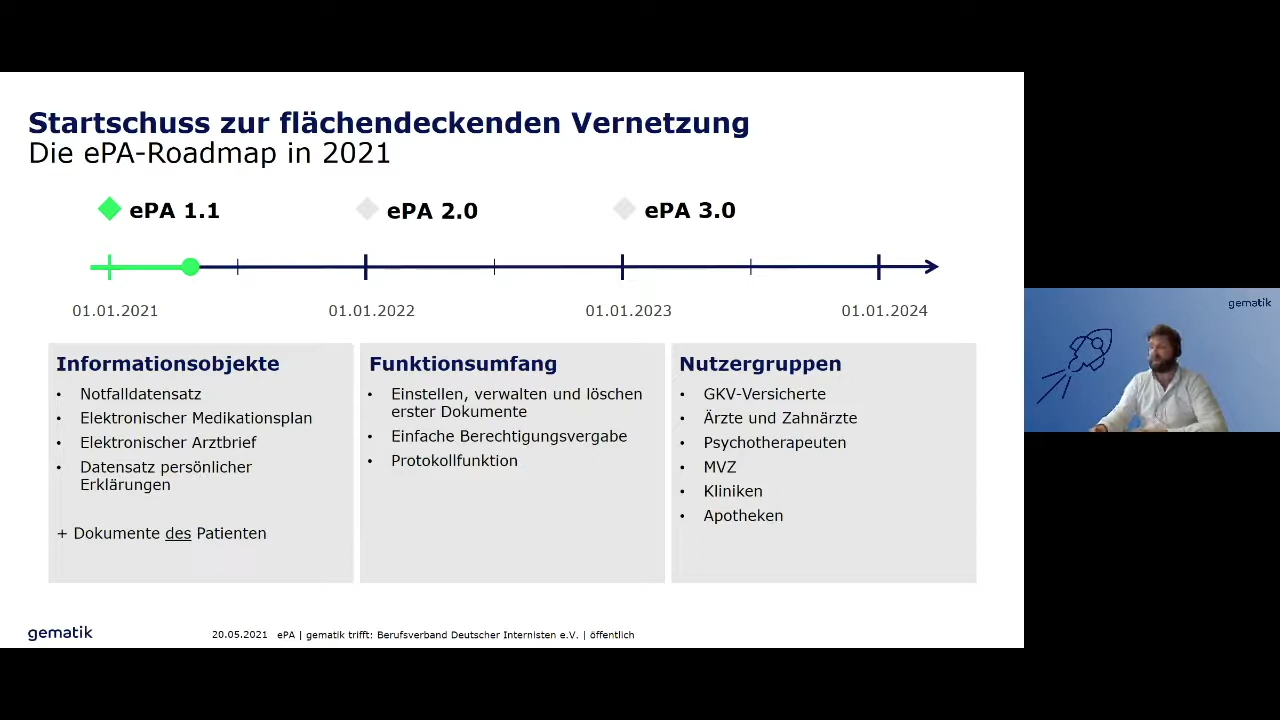 Startschuss zur flächendeckenden Vernetzung
Die ePA-Roadmap in 2021
ePA 1.1
ePA 2.0
ePA 3.0
01.01.2021
01.01.2022
01.01.2023
01.01.2024
Informationsobjekte
• Notfalldatensatz
• Elektronischer Medikationsplan
• Elektronischer Arztbrief
• Datensatz persönlicher
Erklärungen
+ Dokumente des Patienten
Funktionsumfang
• Einstellen, verwalten und löschen
erster Dokumente
• Einfache Berechtigungsvergabe
• Protokollfunktion
Nutzergruppen
• GKV-Versicherte
• Ärzte und Zahnärzte
• Psychotherapeuten
• MVZ
• Kliniken
• Apotheken
gematik
gematik
20.05.2021 ePA | gematik trifft: Berufsverband Deutscher Internisten e.V. | öffentlich